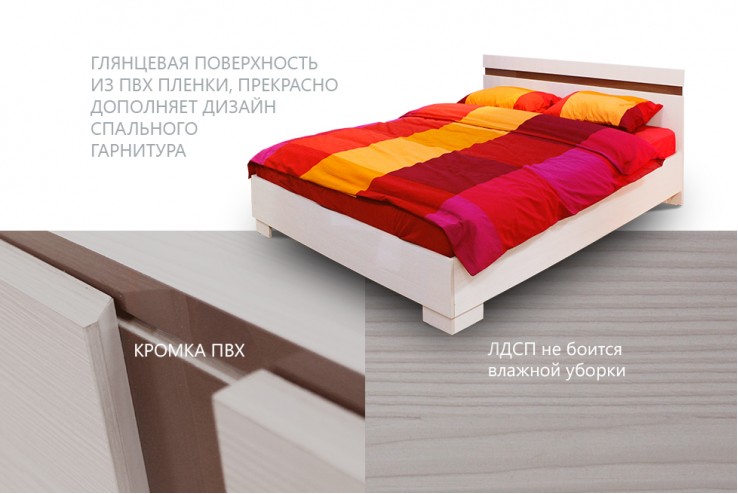 ГЛЯНЦЕВАЯ ПОВЕРХНОСТЬ
ИЗ ПВХ ПЛЕНКИ, ПРЕКРАСНО
ДОПОЛНЯЕТ ДИЗАЙН
СПАЛЬНОГО
ГАРНИТУРА
КРОМКА ПВХ
ЛДСП не боится
влажной уборки